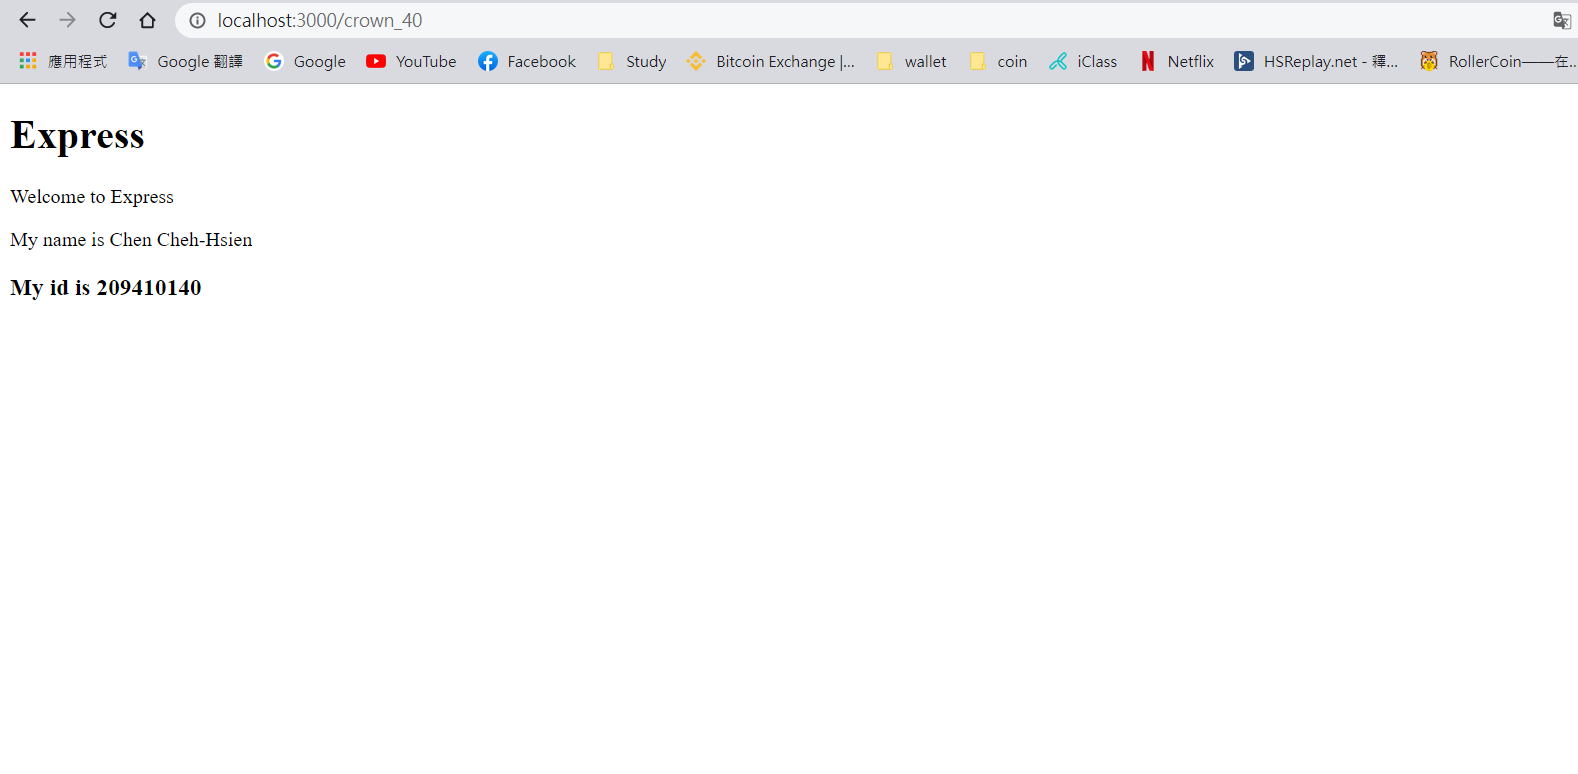 localhost:3000/crown_40
應用程式 Google 翻譯 Google YouTube Facebook Study Bitcoin Exchange |... wallet coin iClass Netflix HSReplay.net - 釋... RollerCoin——在...
Express
Welcome to Express
My name is Chen Cheh-Hsien
My id is 209410140